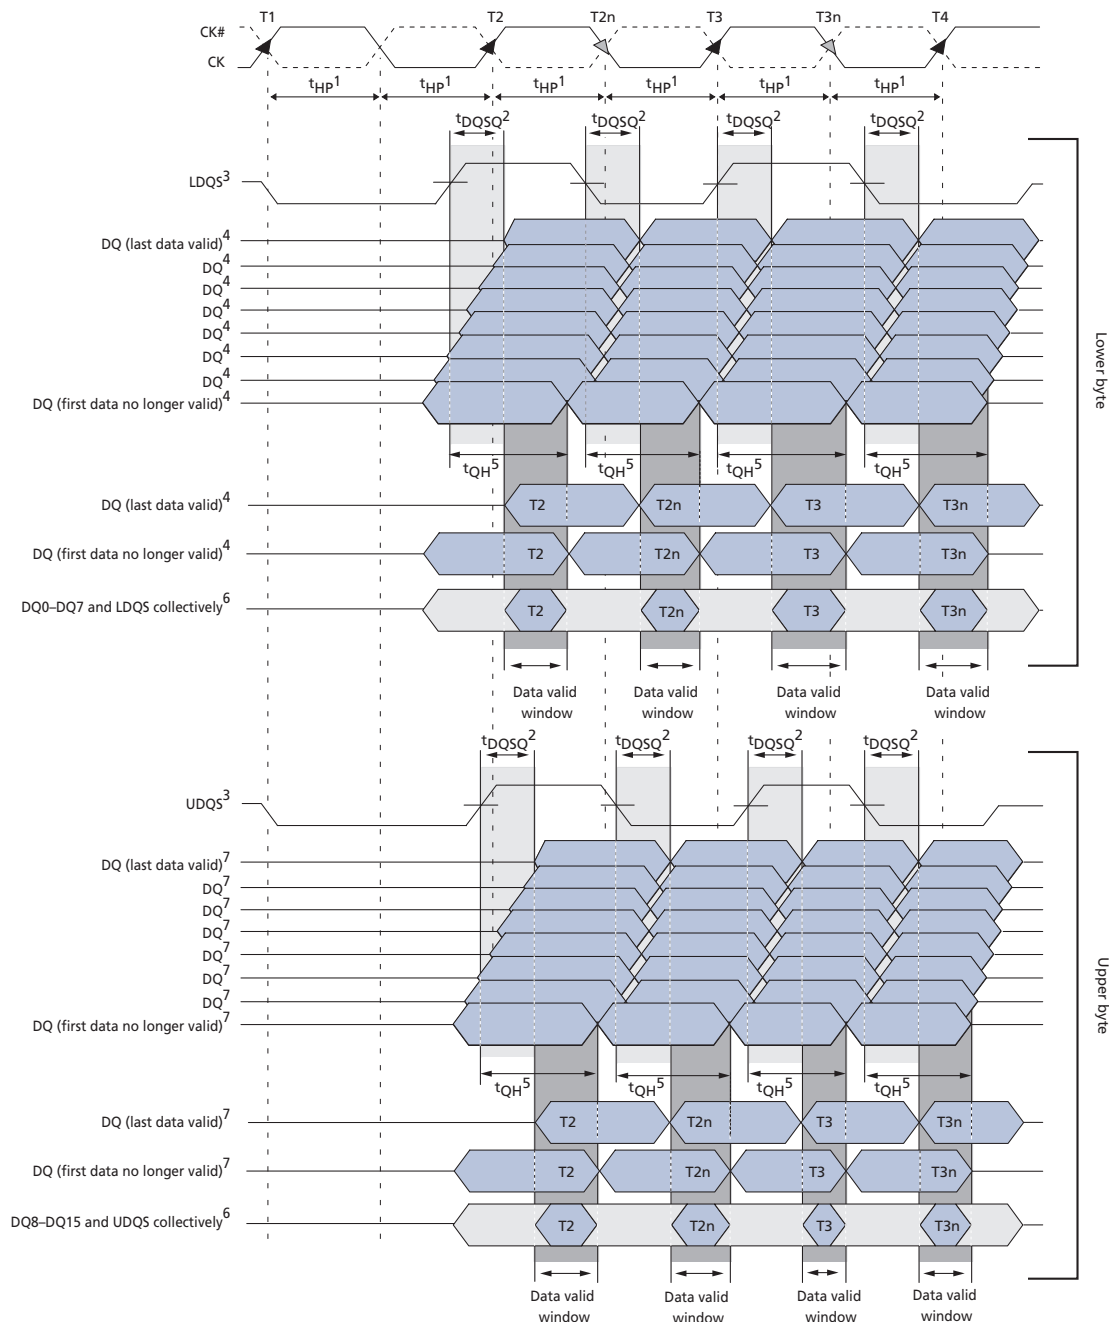 T1 T2 T2n T3 T3n T4
CK#
CK
tHP1 tHP1 tHP1 tHP1 tHP1 tHP1
tDQSQ2 tDQSQ2 tDQSQ2 tDQSQ2
LDQS3
DQ (last data valid)4
DQ4
DQ4
DQ4
DQ4
DQ4
DQ4
DQ (first data no longer valid)4
Lower byte
tQH5 tQH5 tQH5 tQH5
DQ (last data valid)4 T2 T2n T3 T3n
DQ (first data no longer valid)4 T2 T2n T3 T3n
DQ0–DQ7 and LDQS collectively6 T2 T2n T3 T3n
Data valid Data valid Data valid Data valid
window window window window
tDQSQ2 tDQSQ2 tDQSQ2 tDQSQ2
UDQS3
DQ (last data valid)7
DQ7
DQ7
DQ7
DQ7
DQ7
DQ7
DQ (first data no longer valid)7
Upper byte
tQH5 tQH5 tQH5 tQH5
DQ (last data valid)7 T2 T2n T3 T3n
DQ (first data no longer valid)7 T2 T2n T3 T3n
DQ8–DQ15 and UDQS collectively6 T2 T2n T3 T3n
Data valid Data valid Data valid Data valid
window window window window